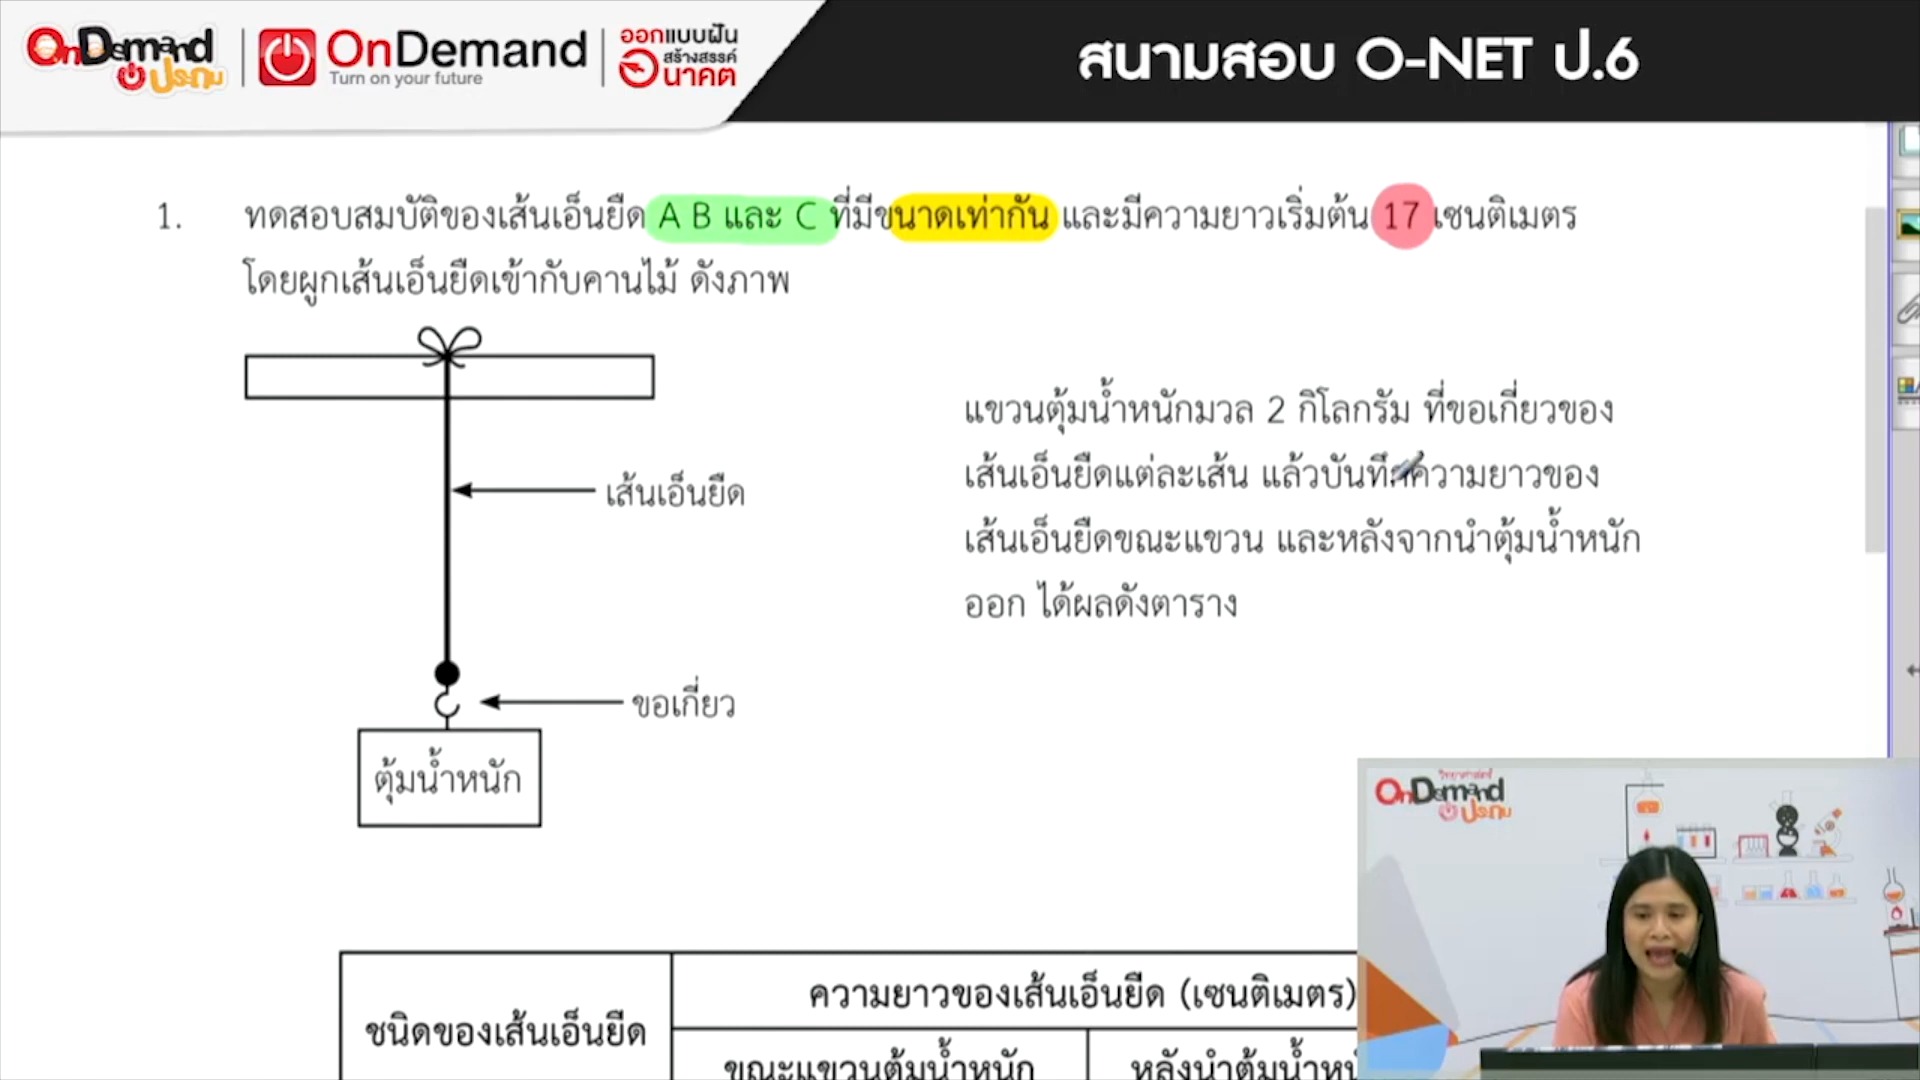 OnDemand ประถม
OnDemand
Turn on your future
ออกแบบฝัน
สร้างสรรค์
อนาคต
สนามสอบ O-NET ป.6
1. ทดสอบสมบัติของเส้นเอ็นยืด A B และ C ที่มีขนาดเท่ากัน และมีความยาวเริ่มต้น 17 เซนติเมตร
โดยผูกเส้นเอ็นยืดเข้ากับคานไม้ ดังภาพ
แขวนตุ้มน้ำหนักมวล 2 กิโลกรัม ที่ขอเกี่ยวของ
เส้นเอ็นยืดแต่ละเส้น แล้วบันทึกความยาวของ
เส้นเอ็นยืดขณะแขวน และหลังจากนำตุ้มน้ำหนัก
ออก ได้ผลดังตาราง
เส้นเอ็นยืด
ขอเกี่ยว
ตุ้มน้ำหนัก
วิทยาศาสตร์
OnDemand
ประถม
ความยาวของเส้นเอ็นยืด (เซนติเมตร)
ชนิดของเส้นเอ็นยืด
ขณะแขวนตุ้มน้ำหนัก